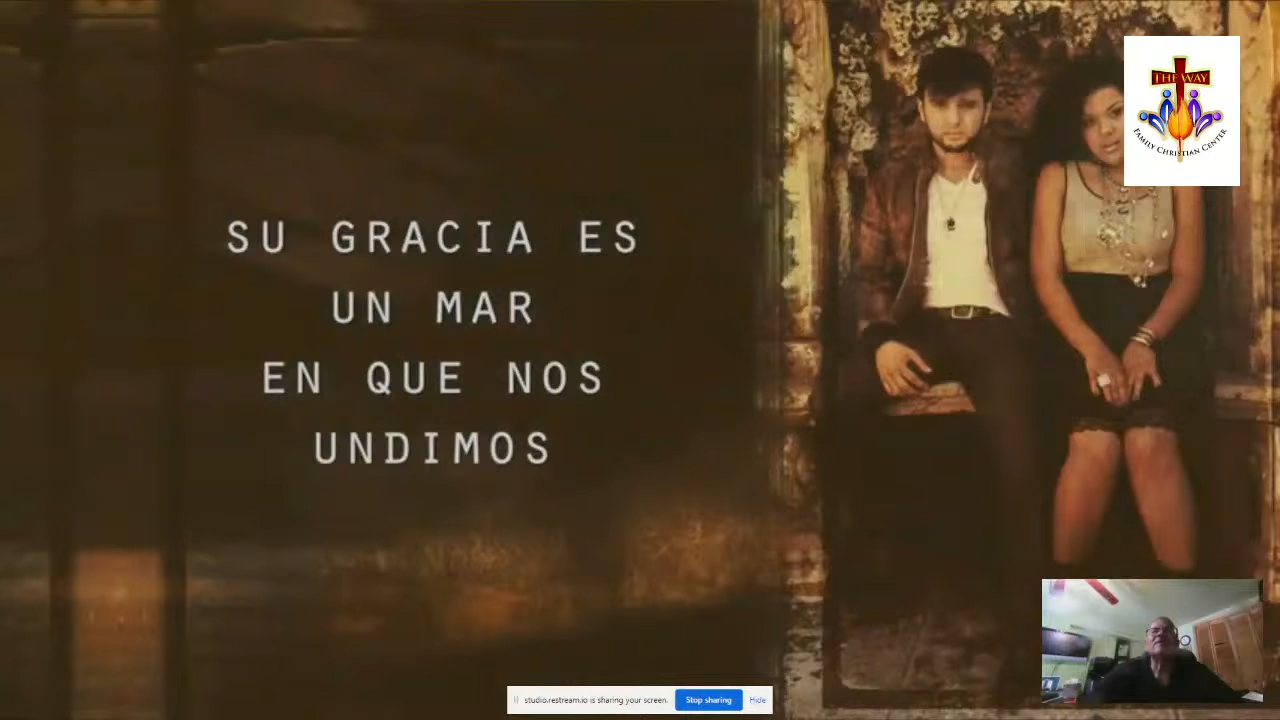 SU GRACIA ES
UN MAR
EN QUE NOS
UNDIMOS
THE WAY
FAMILY CHRISTIAN CENTER
studio.restream.io is sharing your screen.
Stop sharing
Hide